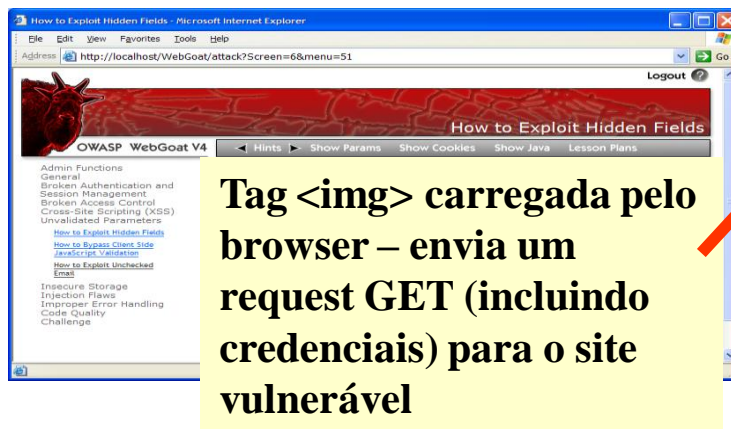 How to Exploit Hidden Fields - Microsoft Internet Explorer
File Edit View Favorites Tools Help
Address http://localhost/WebGoat/attack?Screen=6&menu=51 Go
Logout ?
How to Exploit Hidden Fields
OWASP WebGoat V4 Hints Show Params Show Cookies Show Java Lesson Plans
Admin Functions
General
Broken Authentication and
Session Management
Broken Access Control
Cross-Site Scripting (XSS)
Unvalidated Parameters
How to Exploit Hidden Fields
How to Bypass Client Side
JavaScript Validation
How to Exploit Unchecked
Email
Insecure Storage
Injection Flaws
Improper Error Handling
Code Quality
Challenge
Tag <img> carregada pelo
browser – envia um
request GET (incluindo
credenciais) para o site
vulnerável